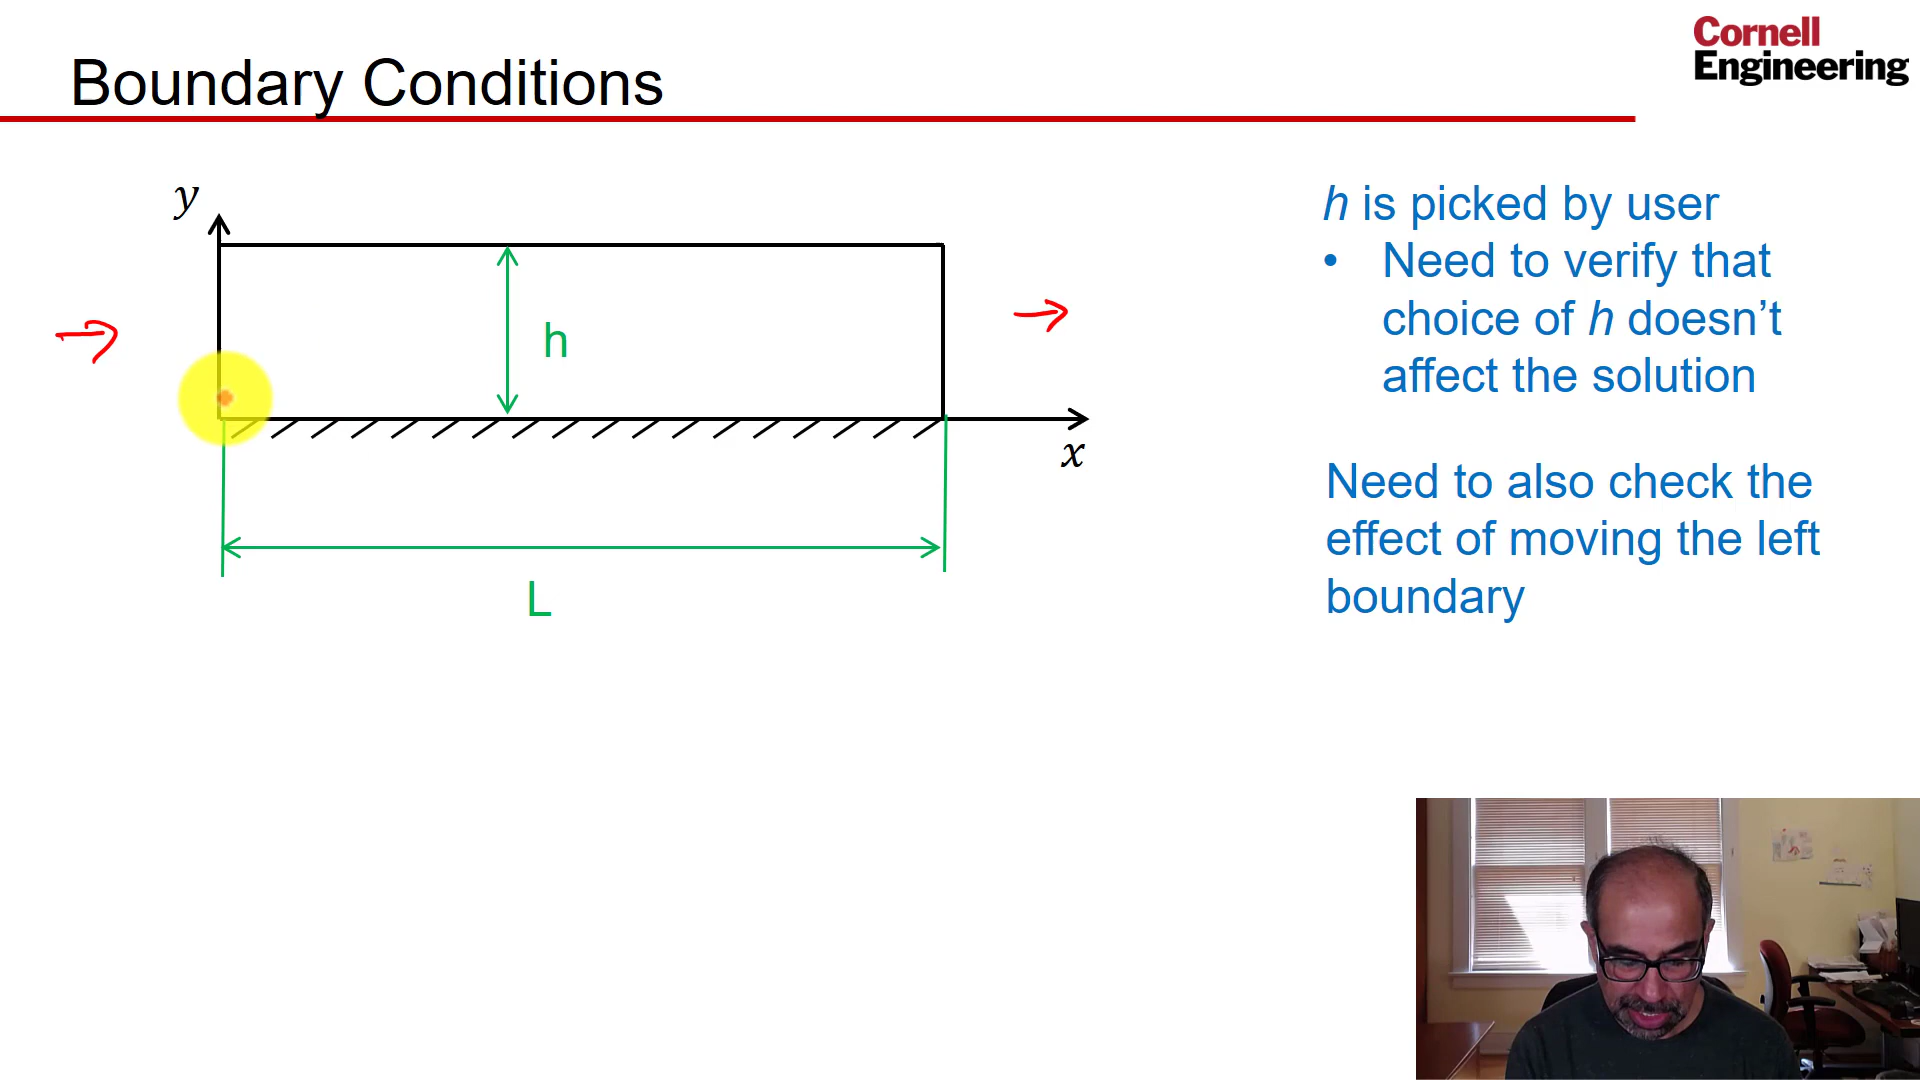 Boundary Conditions
Cornell
Engineering
y
h
x
L
h is picked by user
• Need to verify that
choice of h doesn’t
affect the solution
Need to also check the
effect of moving the left
boundary